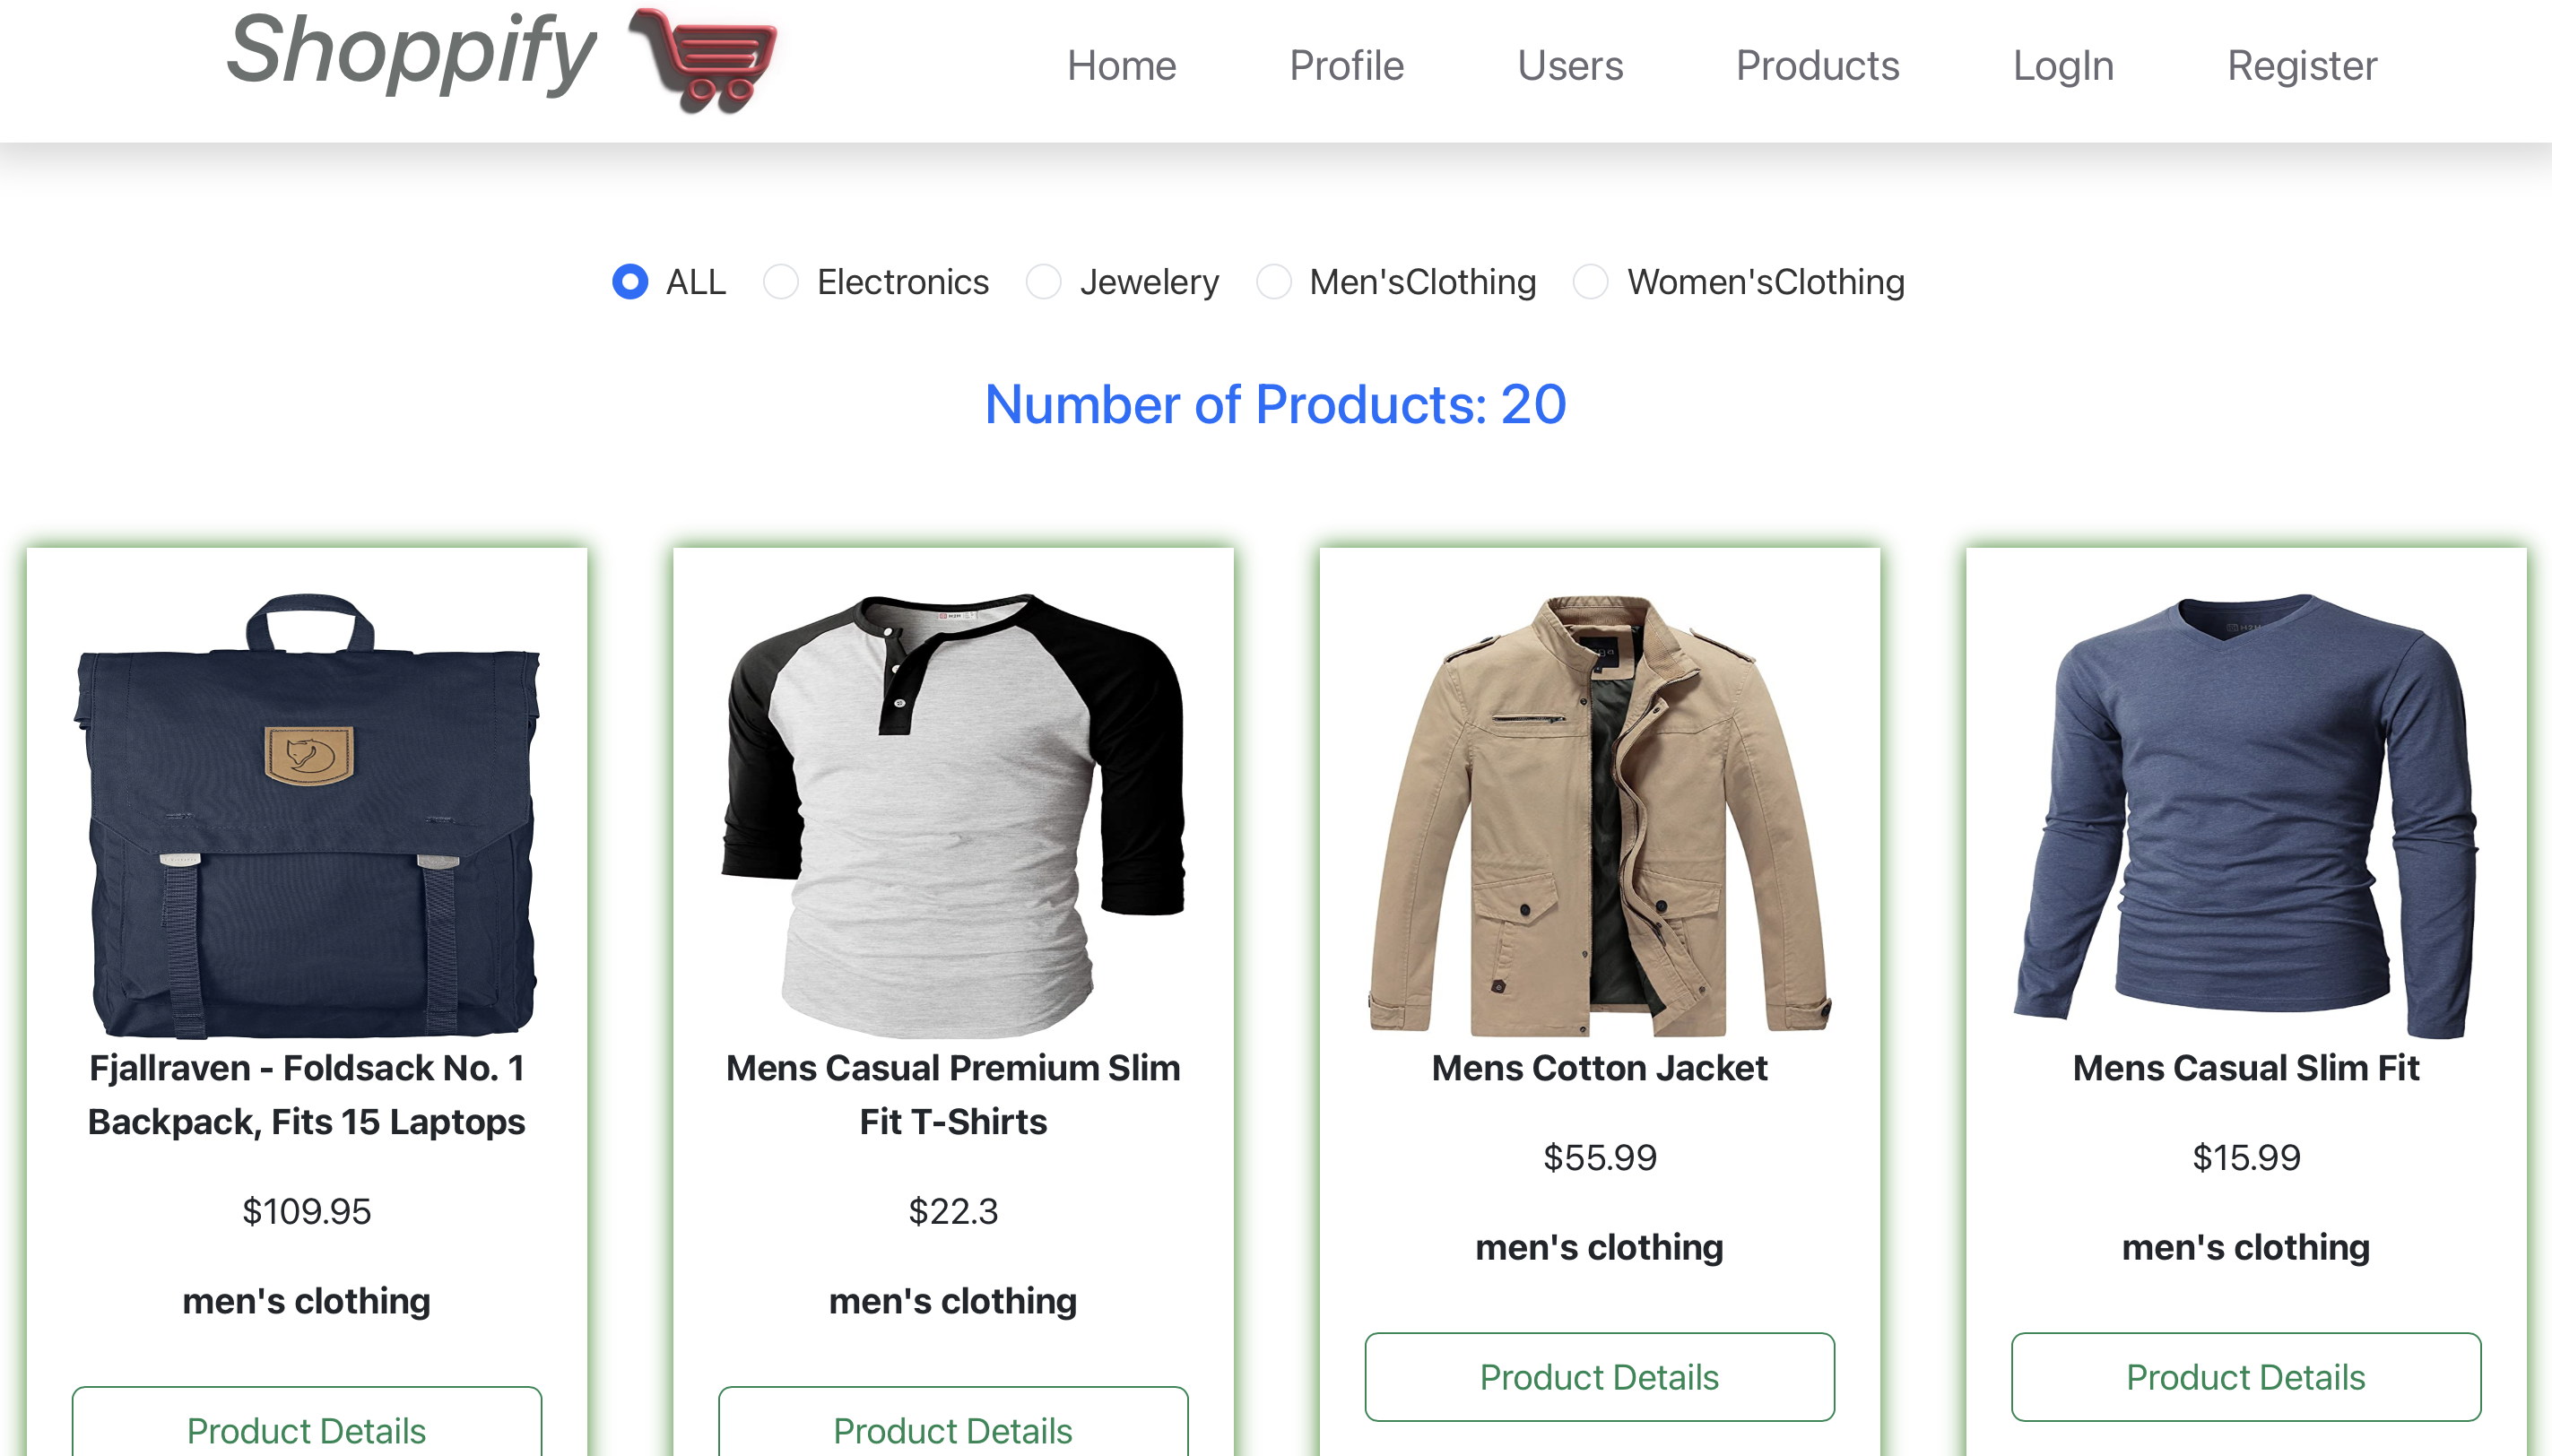 Shoppify
Home Profile Users Products LogIn Register
ALL Electronics Jewelery Men'sClothing Women'sClothing
Number of Products: 20
Fjallraven - Foldsack No. 1
Backpack, Fits 15 Laptops
$109.95
men's clothing
Product Details
Mens Casual Premium Slim
Fit T-Shirts
$22.3
men's clothing
Product Details
Mens Cotton Jacket
$55.99
men's clothing
Product Details
Mens Casual Slim Fit
$15.99
men's clothing
Product Details